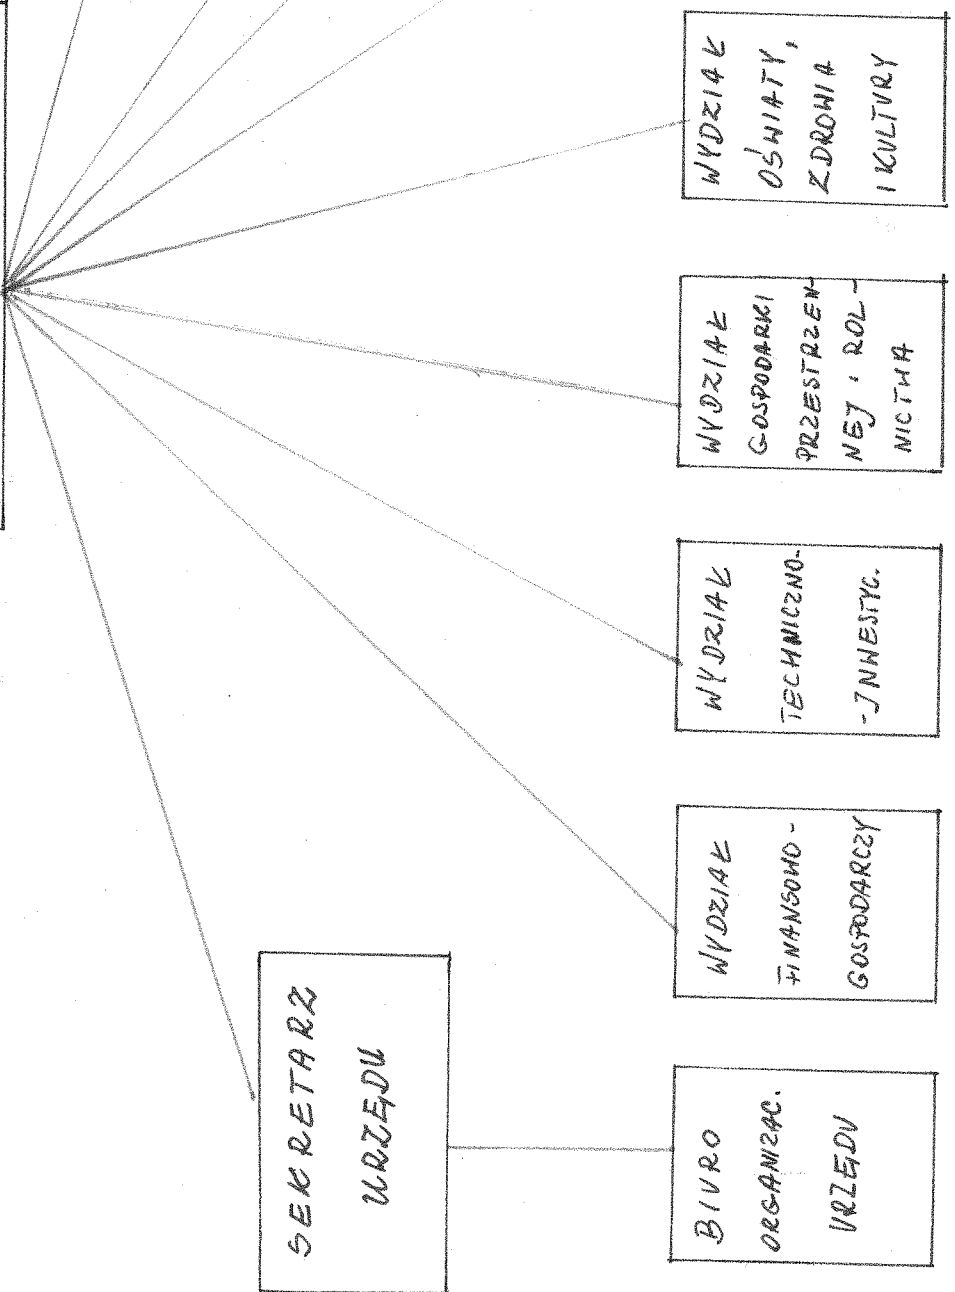 SEKRETARZ
URZĘDU
BIURO
ORGANIZAC.
URZĘDU
WYDZIAŁ
FINANSOWO-
GOSPODARCZY
WYDZIAŁ
TECHNICZNO-
-INWESTYC.
WYDZIAŁ
GOSPODARKI
PRZESTRZEN-
NEJ i ROL-
NICTWA
WYDZIAŁ
OŚWIATY,
ZDROWIA
I KULTURY